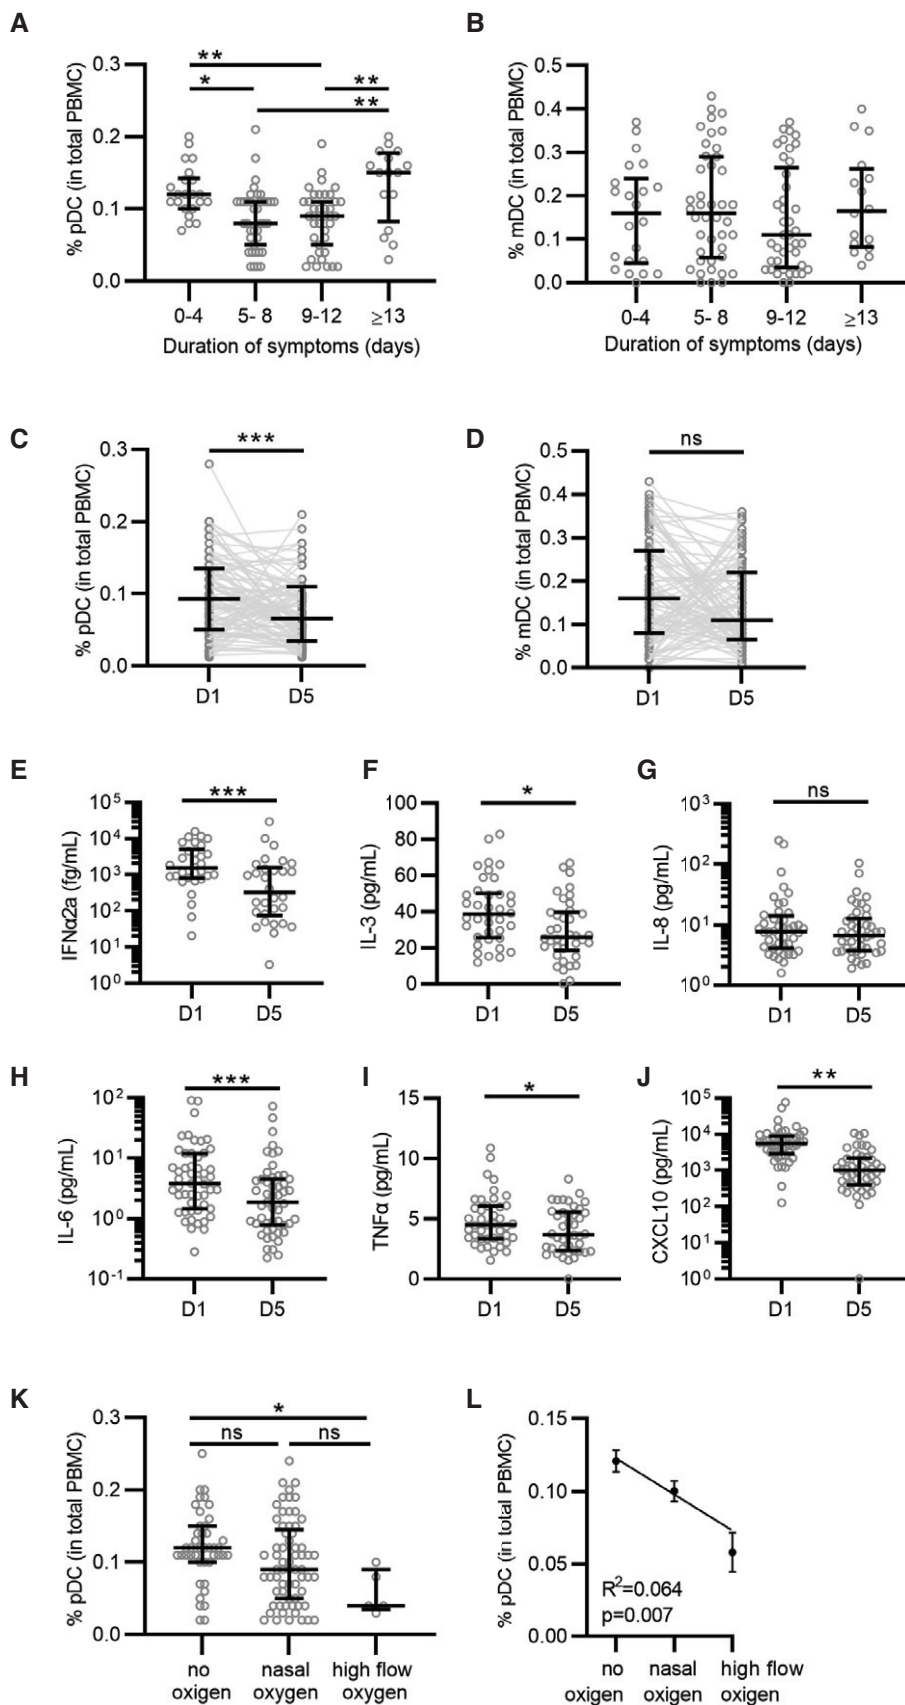 A
% pDC (in total PBMC)
0.3
0.2
0.1
0.0
**
*
**
**
0-4
5- 8
9-12
≥13
Duration of symptoms (days)
B
% mDC (in total PBMC)
0.5
0.4
0.3
0.2
0.1
0.0
0-4
5- 8
9-12
≥13
Duration of symptoms (days)
C
% pDC (in total PBMC)
0.3
0.2
0.1
0.0
***
D1
D5
D
% mDC (in total PBMC)
0.5
0.4
0.3
0.2
0.1
0.0
ns
D1
D5
E
IFNα2a (fg/mL)
10⁵
10⁴
10³
10²
10¹
10⁰
***
D1
D5
F
IL-3 (pg/mL)
100
80
60
40
20
0
*
D1
D5
G
IL-8 (pg/mL)
10³
10²
10¹
10⁰
ns
D1
D5
H
IL-6 (pg/mL)
10²
10¹
10⁰
10⁻¹
***
D1
D5
I
TNFα (pg/mL)
15
10
5
0
*
D1
D5
J
CXCL10 (pg/mL)
10⁵
10⁴
10³
10²
10¹
10⁰
**
D1
D5
K
% pDC (in total PBMC)
0.3
0.2
0.1
0.0
*
ns
ns
no
oxigen
nasal
oxygen
high flow
oxygen
L
% pDC (in total PBMC)
0.15
0.10
0.05
0.00
R²=0.064
p=0.007
no
oxigen
nasal
oxigen
high flow
oxigen